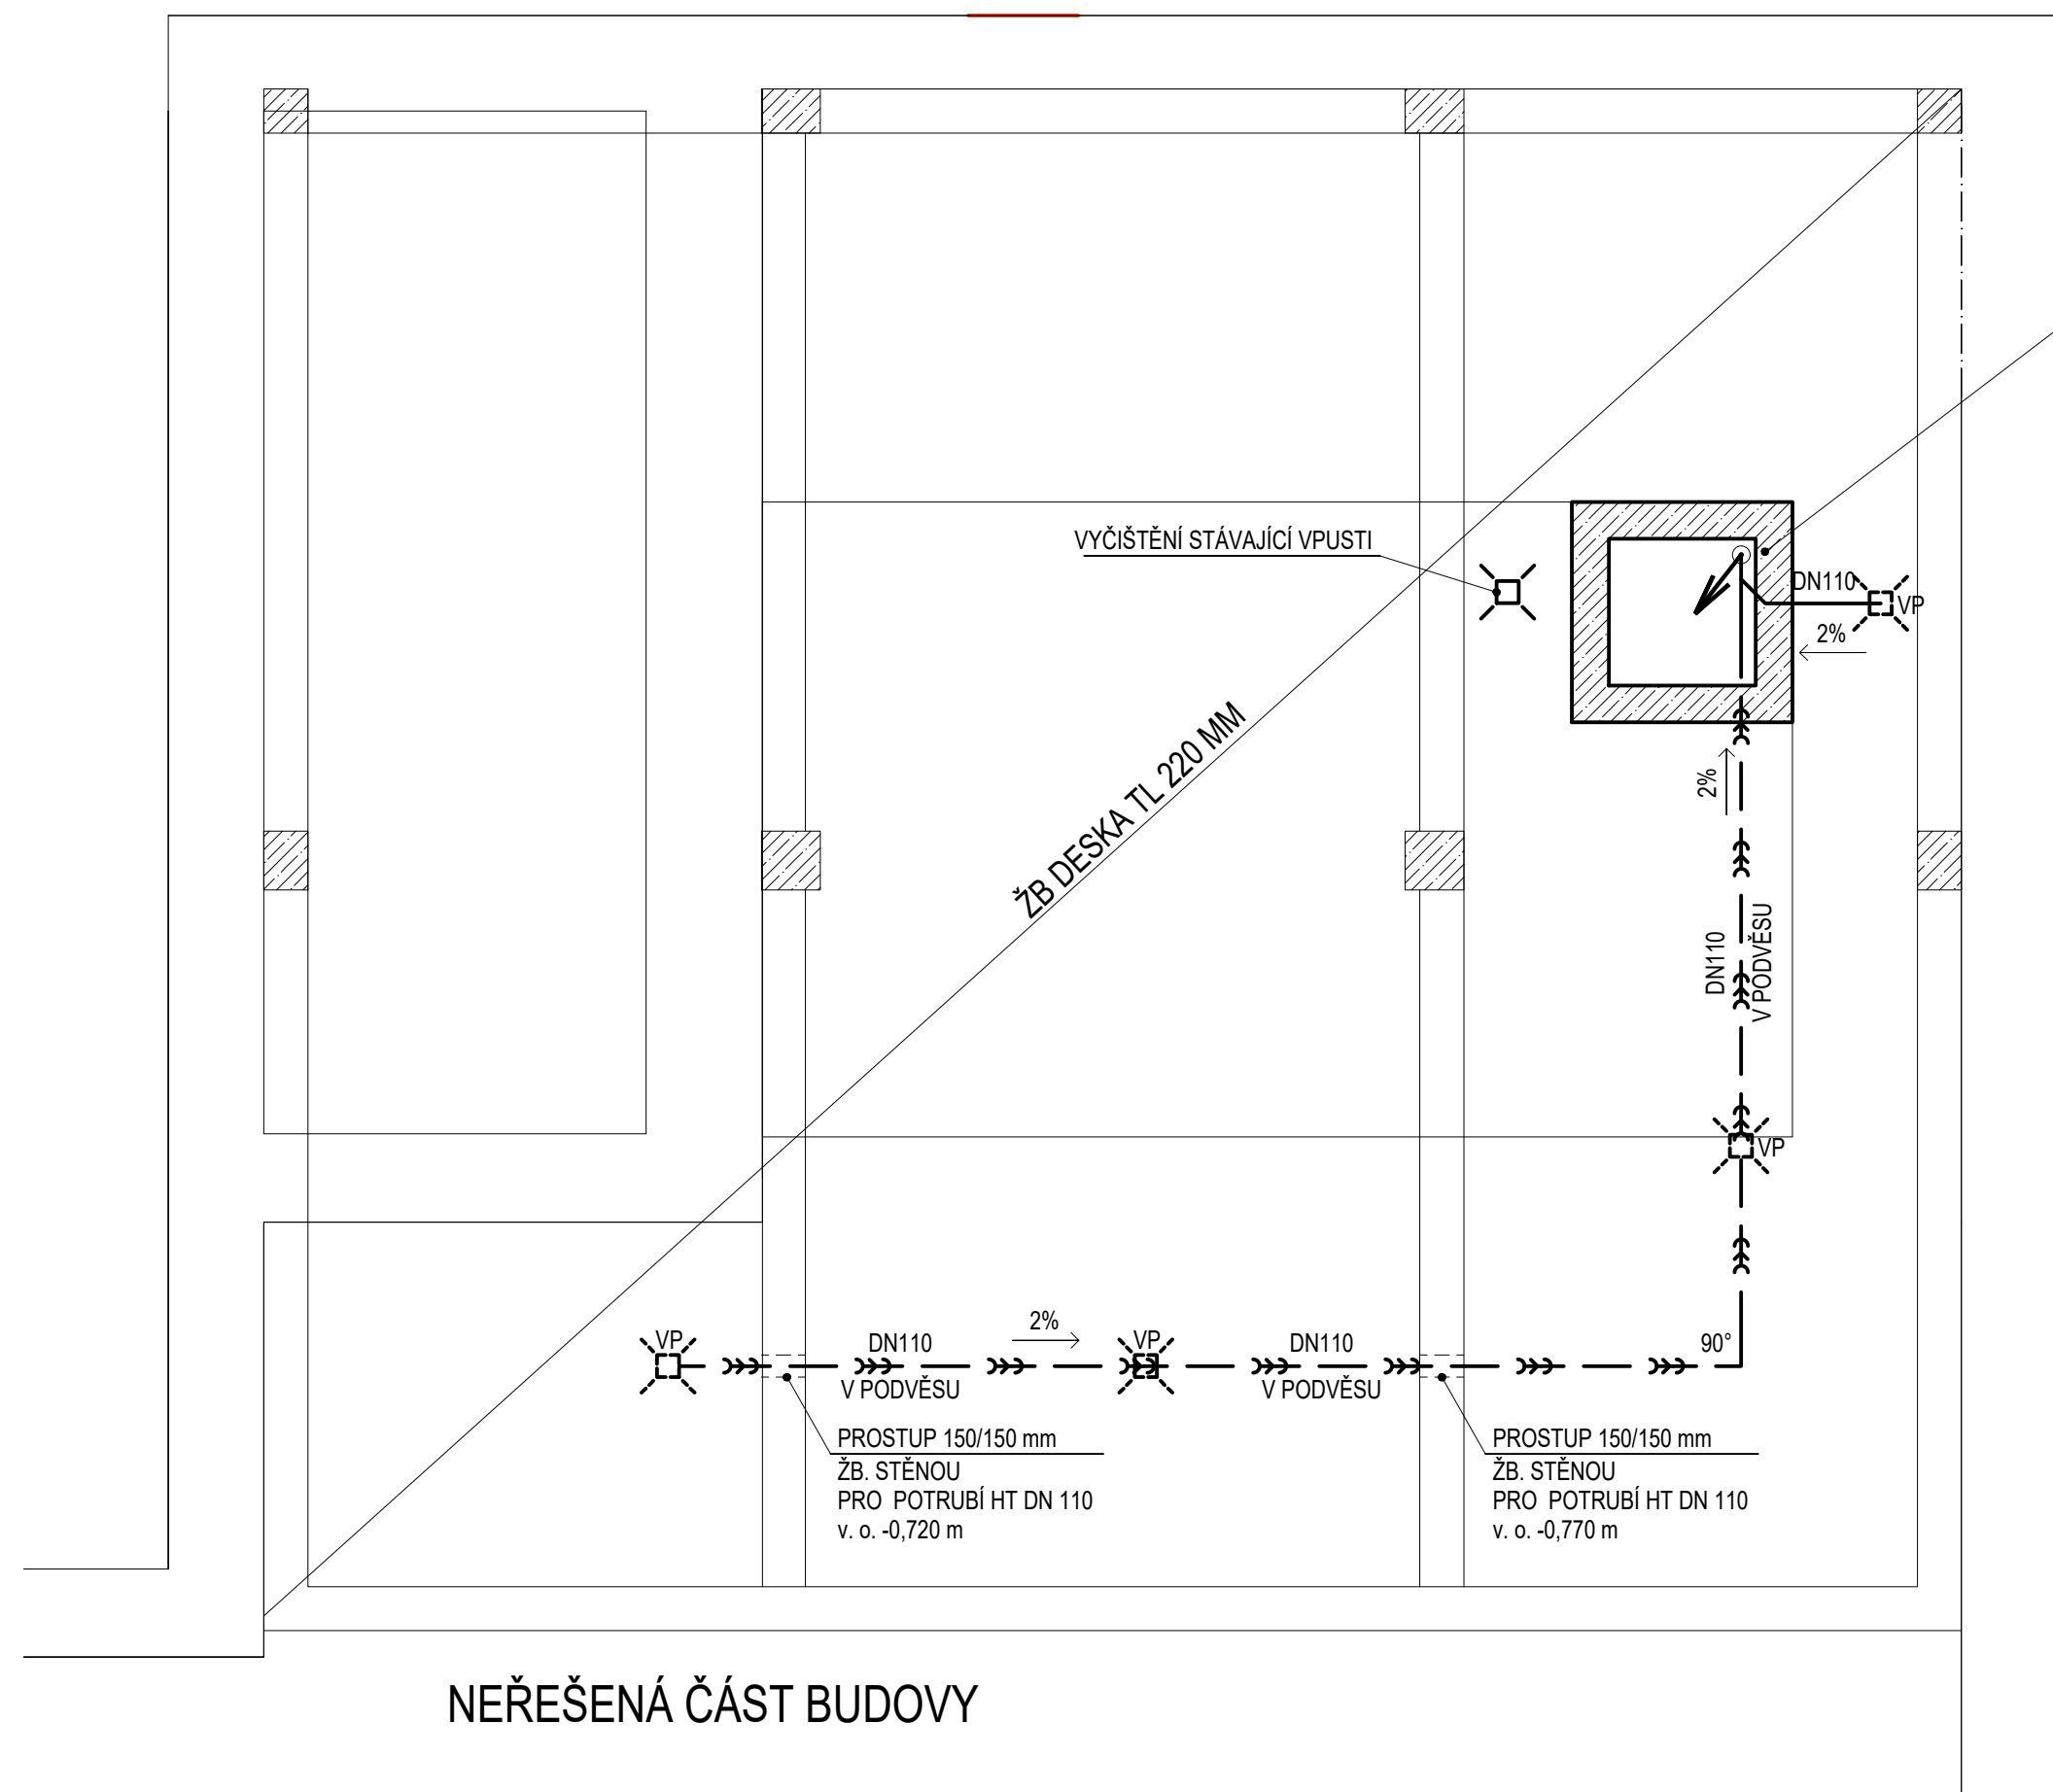 VYČIŠTĚNÍ STÁVAJÍCÍ VPUSTI
DN110
VP
2%
ŽB DESKA TL 220 MM
2%
DN110
V PODVĚSU
VP
VP
DN110
2%
VP
DN110
90°
V PODVĚSU
V PODVĚSU
PROSTUP 150/150 mm
ŽB. STĚNOU
PRO POTRUBÍ HT DN 110
v. o. -0,720 m
PROSTUP 150/150 mm
ŽB. STĚNOU
PRO POTRUBÍ HT DN 110
v. o. -0,770 m
NEŘEŠENÁ ČÁST BUDOVY